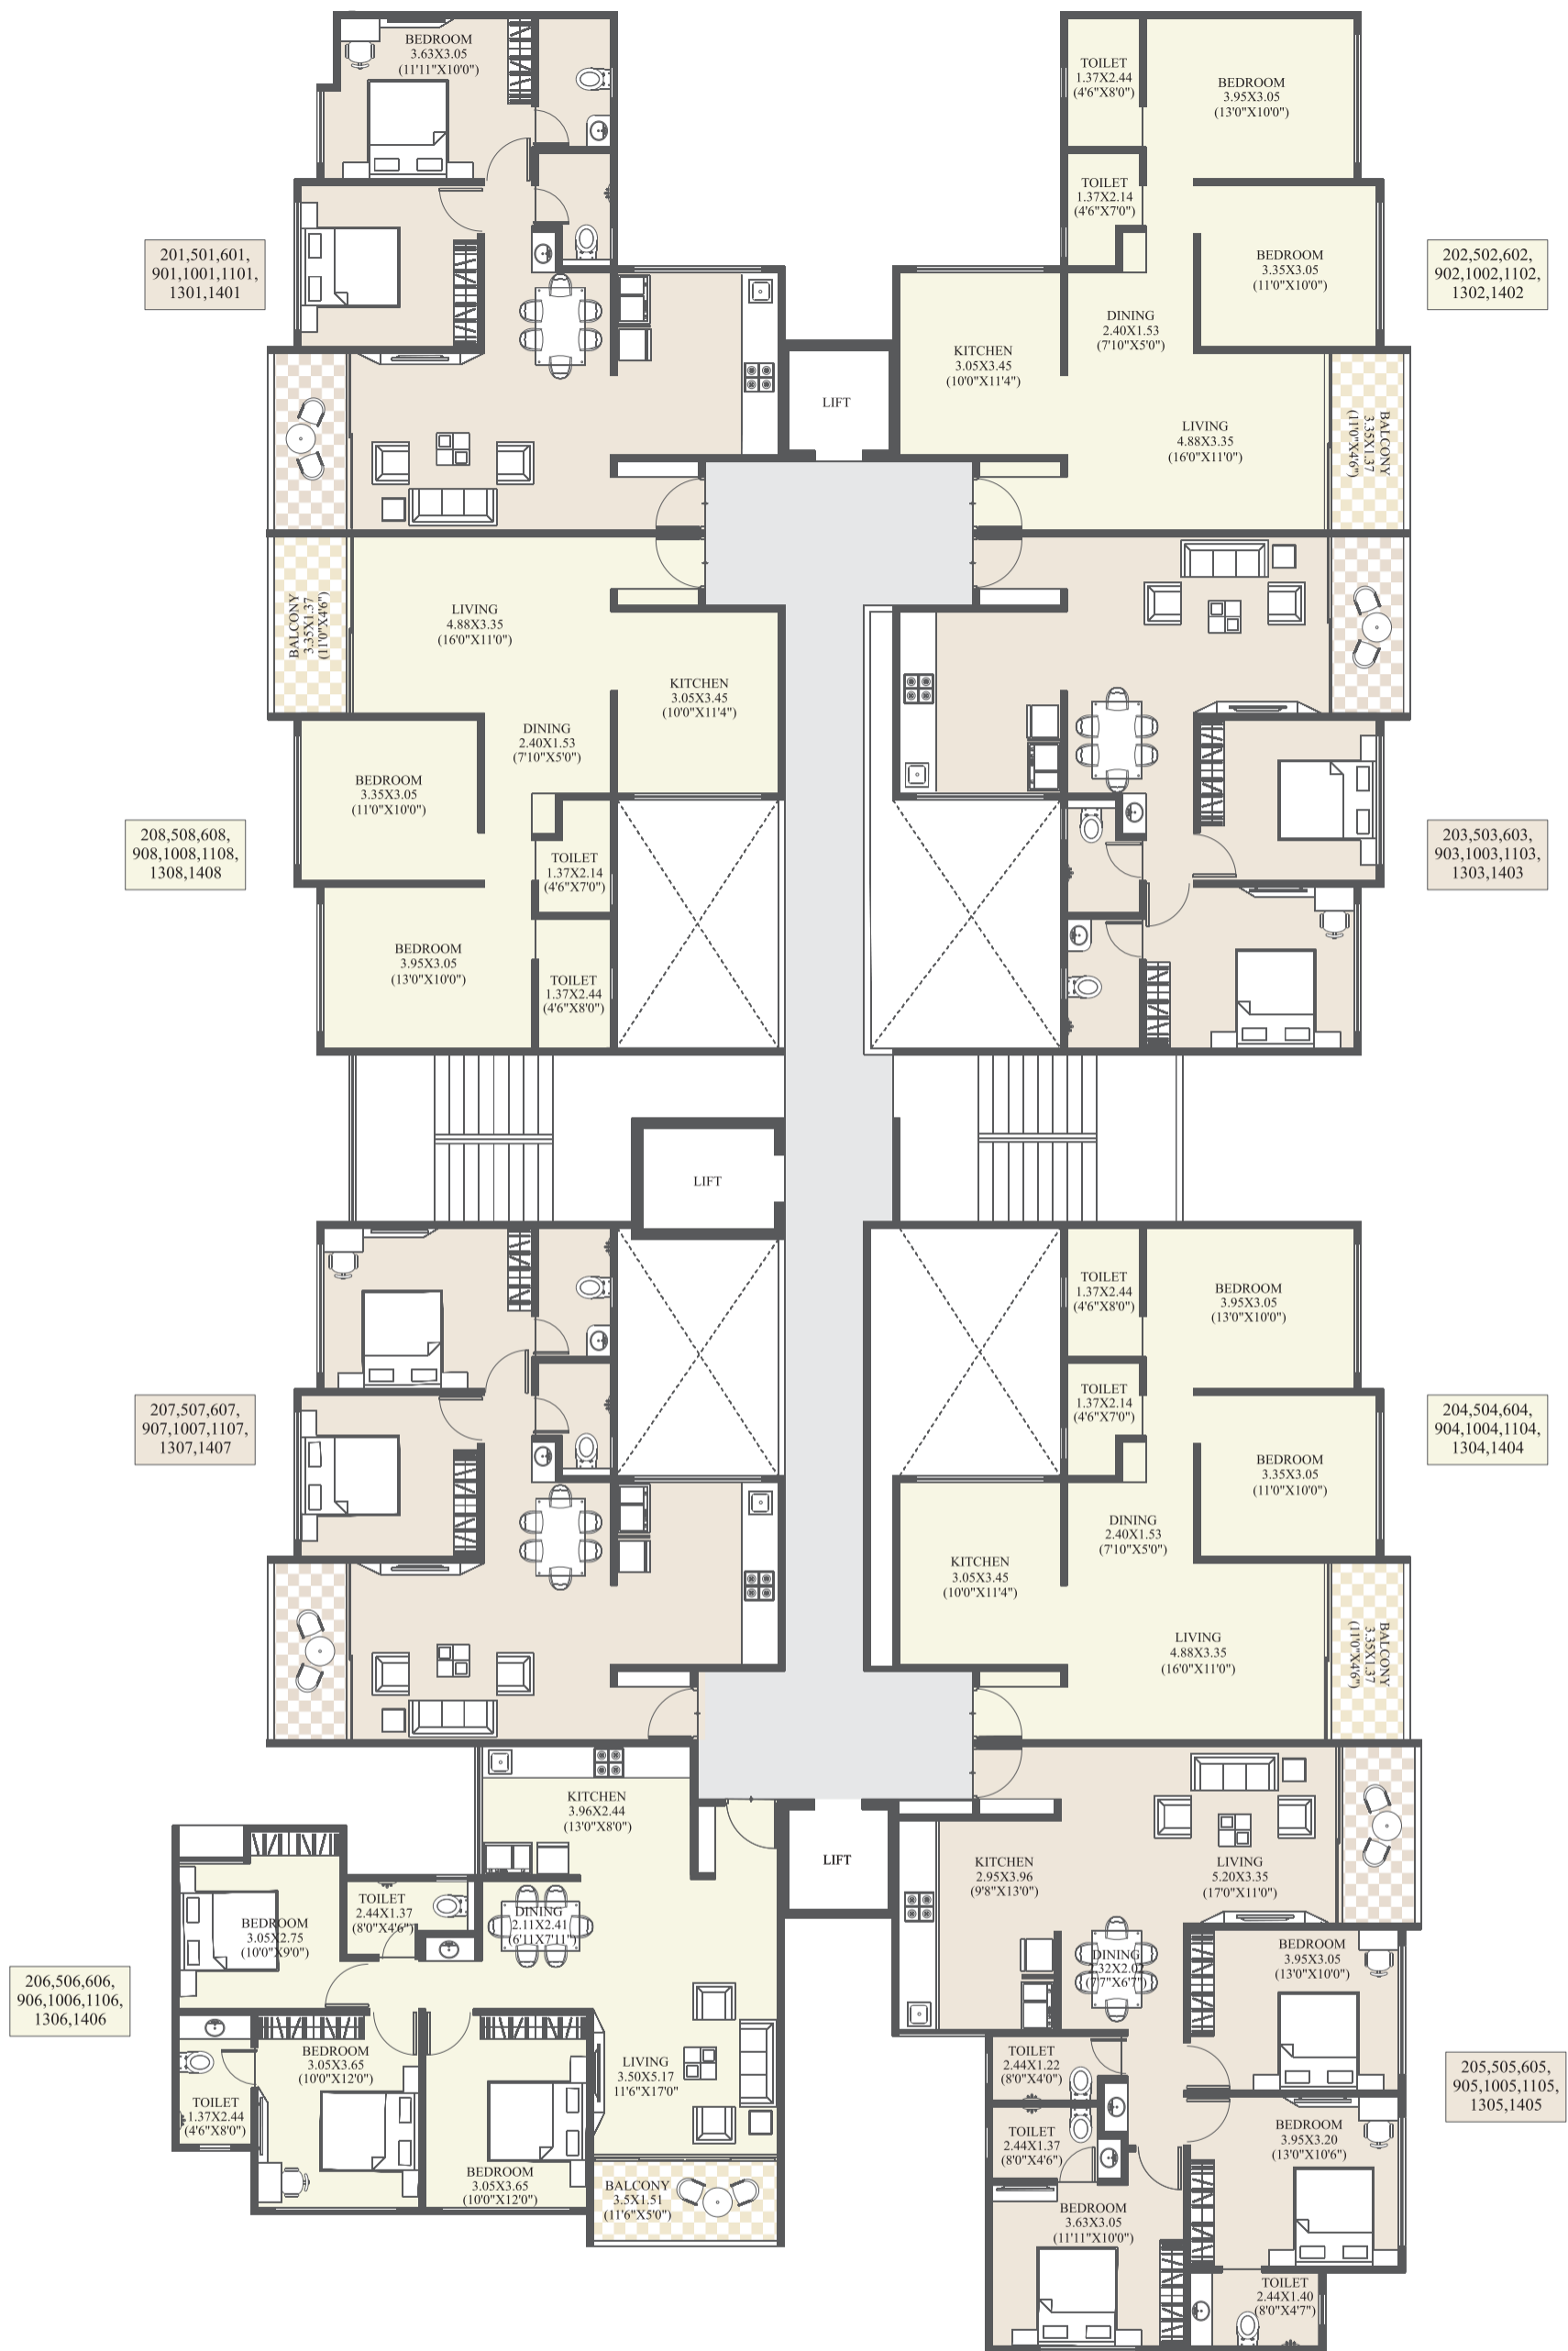 BEDROOM
3.63X3.05
(11'11"X10'0")
TOILET
1.37X2.44
(4'6"X8'0")
BEDROOM
3.95X3.05
(13'0"X10'0")
TOILET
1.37X2.14
(4'6"X7'0")
201,501,601,
901,1001,1101,
1301,1401
BEDROOM
3.35X3.05
(11'0"X10'0")
202,502,602,
902,1002,1102,
1302,1402
DINING
2.40X1.53
(7'10"X5'0")
KITCHEN
3.05X3.45
(10'0"X11'4")
LIFT
LIVING
4.88X3.35
(16'0"X11'0")
BALCONY
3.35X1.37
(11'0"X4'6")
BALCONY
3.35X1.37
(11'0"X4'6")
LIVING
4.88X3.35
(16'0"X11'0")
KITCHEN
3.05X3.45
(10'0"X11'4")
DINING
2.40X1.53
(7'10"X5'0")
BEDROOM
3.35X3.05
(11'0"X10'0")
208,508,608,
908,1008,1108,
1308,1408
TOILET
1.37X2.14
(4'6"X7'0")
203,503,603,
903,1003,1103,
1303,1403
BEDROOM
3.95X3.05
(13'0"X10'0")
TOILET
1.37X2.44
(4'6"X8'0")
LIFT
TOILET
1.37X2.44
(4'6"X8'0")
BEDROOM
3.95X3.05
(13'0"X10'0")
TOILET
1.37X2.14
(4'6"X7'0")
207,507,607,
907,1007,1107,
1307,1407
BEDROOM
3.35X3.05
(11'0"X10'0")
204,504,604,
904,1004,1104,
1304,1404
DINING
2.40X1.53
(7'10"X5'0")
KITCHEN
3.05X3.45
(10'0"X11'4")
LIVING
4.88X3.35
(16'0"X11'0")
BALCONY
3.35X1.37
(11'0"X4'6")
KITCHEN
3.96X2.44
(13'0"X8'0")
LIFT
KITCHEN
2.95X3.96
(9'8"X13'0")
LIVING
5.20X3.35
(17'0"X11'0")
TOILET
2.44X1.37
(8'0"X4'6")
BEDROOM
3.05X2.75
(10'0"X9'0")
DINING
2.11X2.41
(6'11X7'11")
DINING
(7'7"X6'7")
BEDROOM
3.95X3.05
(13'0"X10'0")
206,506,606,
906,1006,1106,
1306,1406
BEDROOM
3.05X3.65
(10'0"X12'0")
LIVING
3.50X5.17
11'6"X17'0"
TOILET
2.44X1.22
(8'0"X4'0")
205,505,605,
905,1005,1105,
1305,1405
TOILET
1.37X2.44
(4'6"X8'0")
TOILET
2.44X1.37
(8'0"X4'6")
BEDROOM
3.95X3.20
(13'0"X10'6")
BEDROOM
3.05X3.65
(10'0"X12'0")
BALCONY
3.5X1.51
(11'6"X5'0")
BEDROOM
3.63X3.05
(11'11"X10'0")
TOILET
2.44X1.40
(8'0"X4'7")